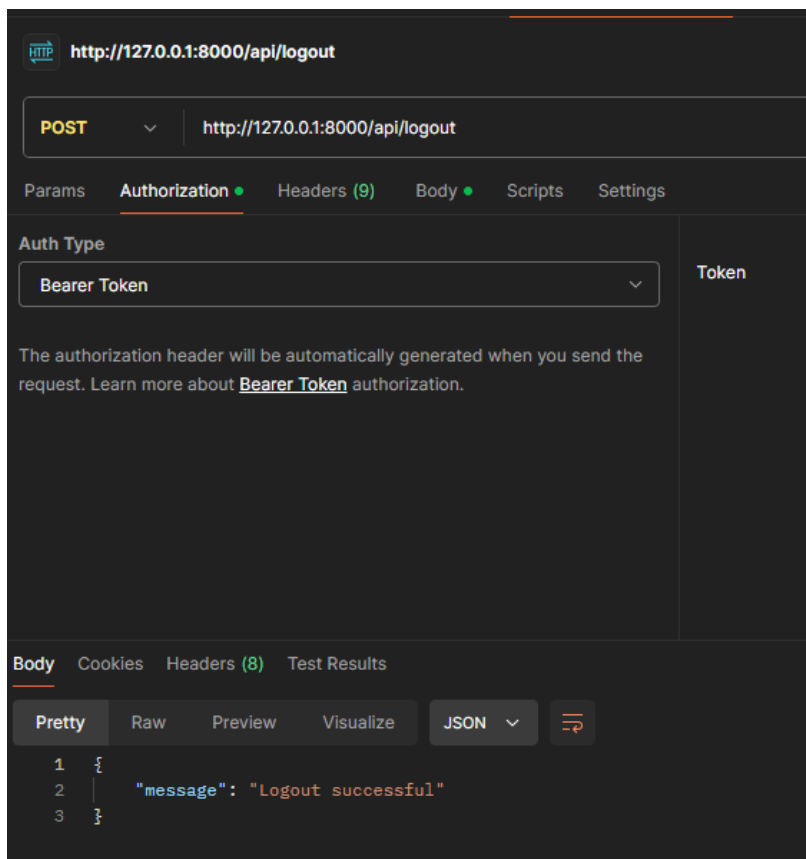 HTTP http://127.0.0.1:8000/api/logout
POST http://127.0.0.1:8000/api/logout
Params Authorization Headers (9) Body Scripts Settings
Auth Type
Bearer Token
Token
The authorization header will be automatically generated when you send the
request. Learn more about Bearer Token authorization.
Body Cookies Headers (8) Test Results
Pretty Raw Preview Visualize JSON
1 {
2 "message": "Logout successful"
3 }